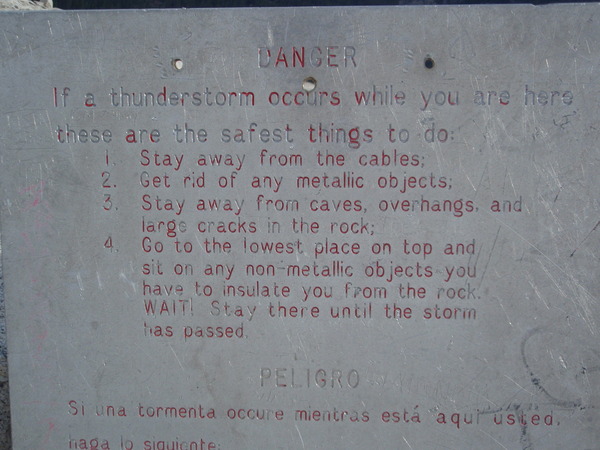 DANGER
If a thunderstorm occurs while you are here
these are the safest things to do:
1. Stay away from the cables;
2. Get rid of any metallic objects;
3. Stay away from caves, overhangs, and
large cracks in the rock;
4. Go to the lowest place on top and
sit on any non-metallic objects you
have to insulate you from the rock.
WAIT! Stay there until the storm
has passed.
PELIGRO
Si una tormenta occure mientras está aquí usted,
haga lo siguiente: